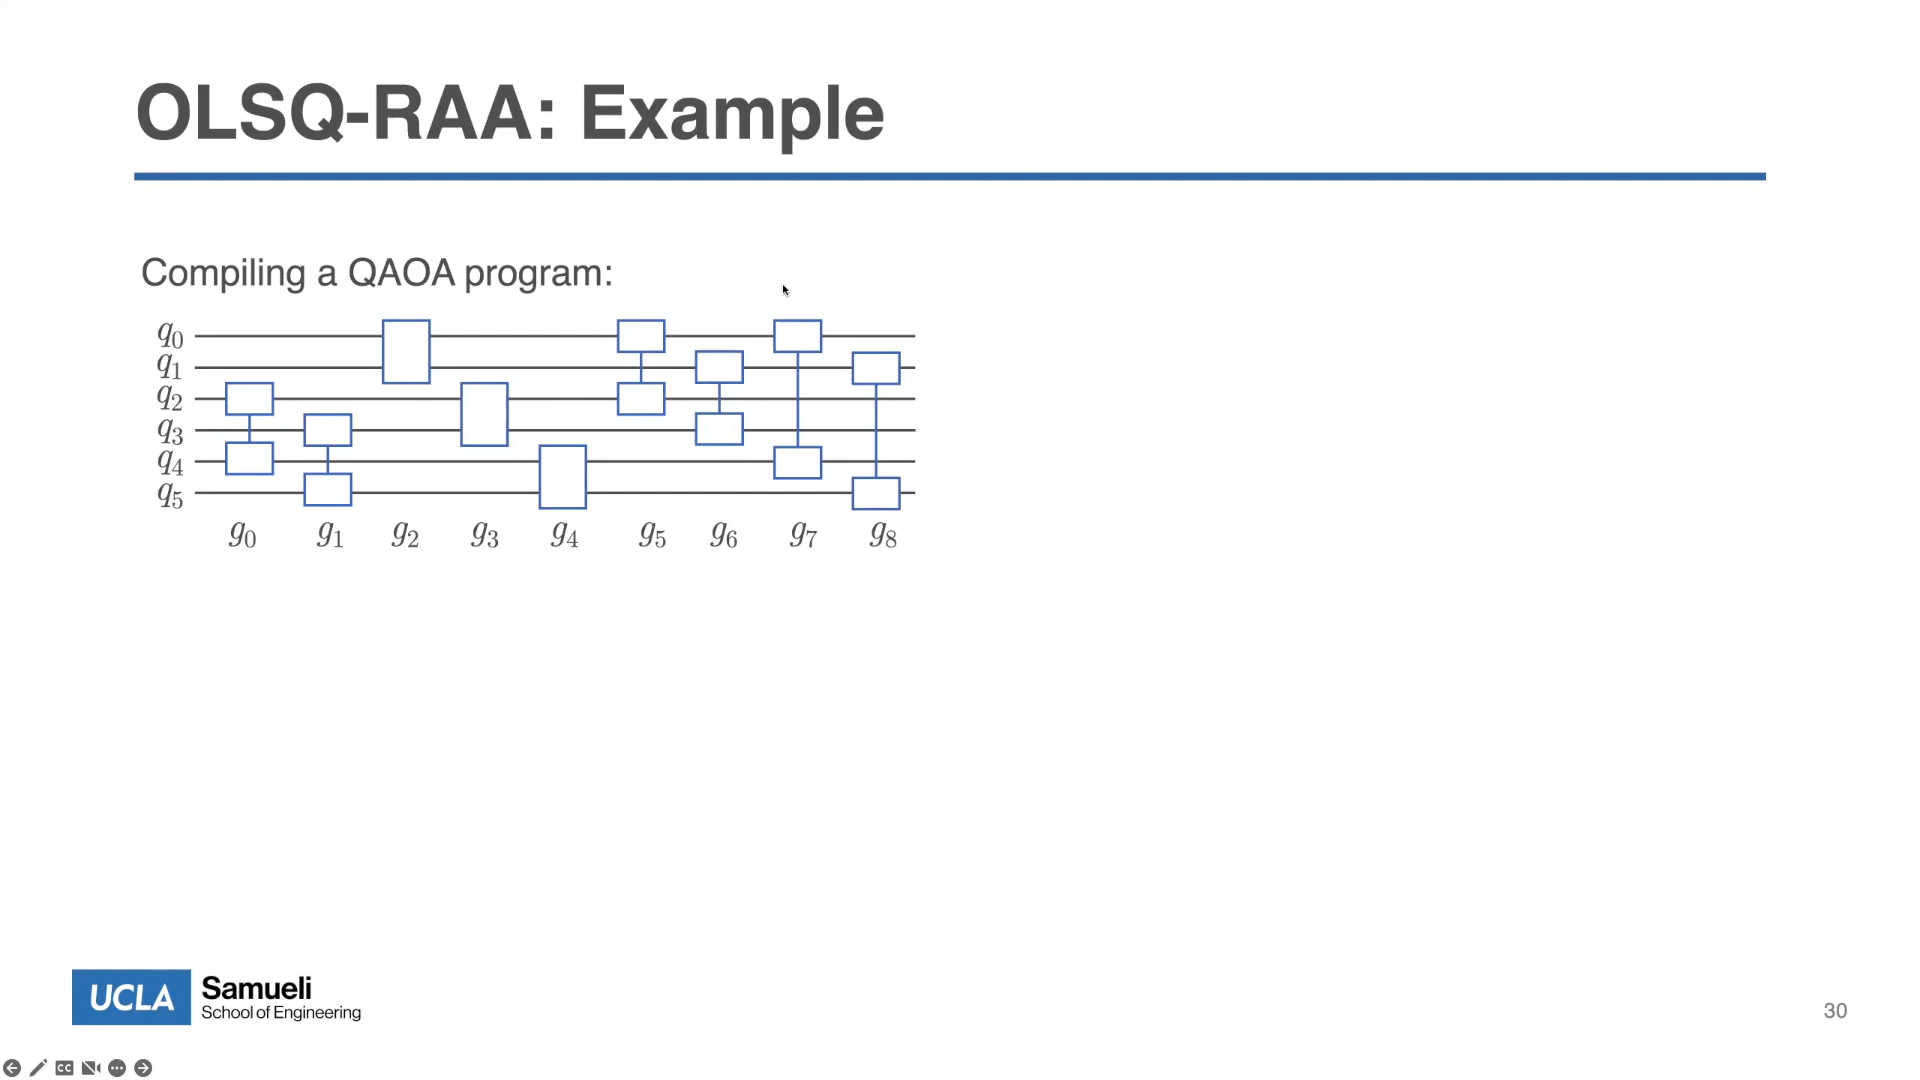 OLSQ-RAA: Example
Compiling a QAOA program:
q0
q1
q2
q3
q4
q5
g0 g1 g2 g3 g4 g5 g6 g7 g8
UCLA Samueli
School of Engineering
30
CC